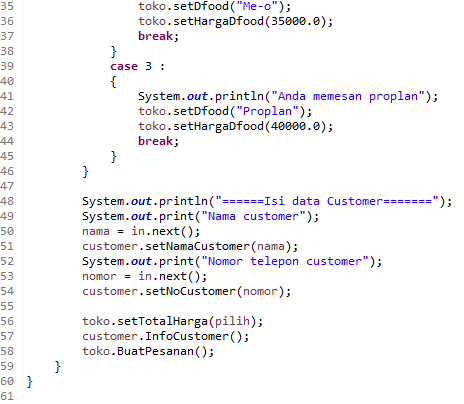 35 toko.setDfood("Me-o");
36 toko.setHargaDfood(35000.0);
37 break;
38 }
39 case 3 :
40 {
41 System.out.println("Anda memesan proplan");
42 toko.setDfood("Proplan");
43 toko.setHargaDfood(40000.0);
44 break;
45 }
46 }
47
48 System.out.println("======Isi data Customer=======");
49 System.out.print("Nama customer");
50 nama = in.next();
51 customer.setNamaCustomer(nama);
52 System.out.print("Nomor telepon customer");
53 nomor = in.next();
54 customer.setNoCustomer(nomor);
55
56 toko.setTotalHarga(pilih);
57 customer.InfoCustomer();
58 toko.BuatPesanan();
59 }
60 }
61